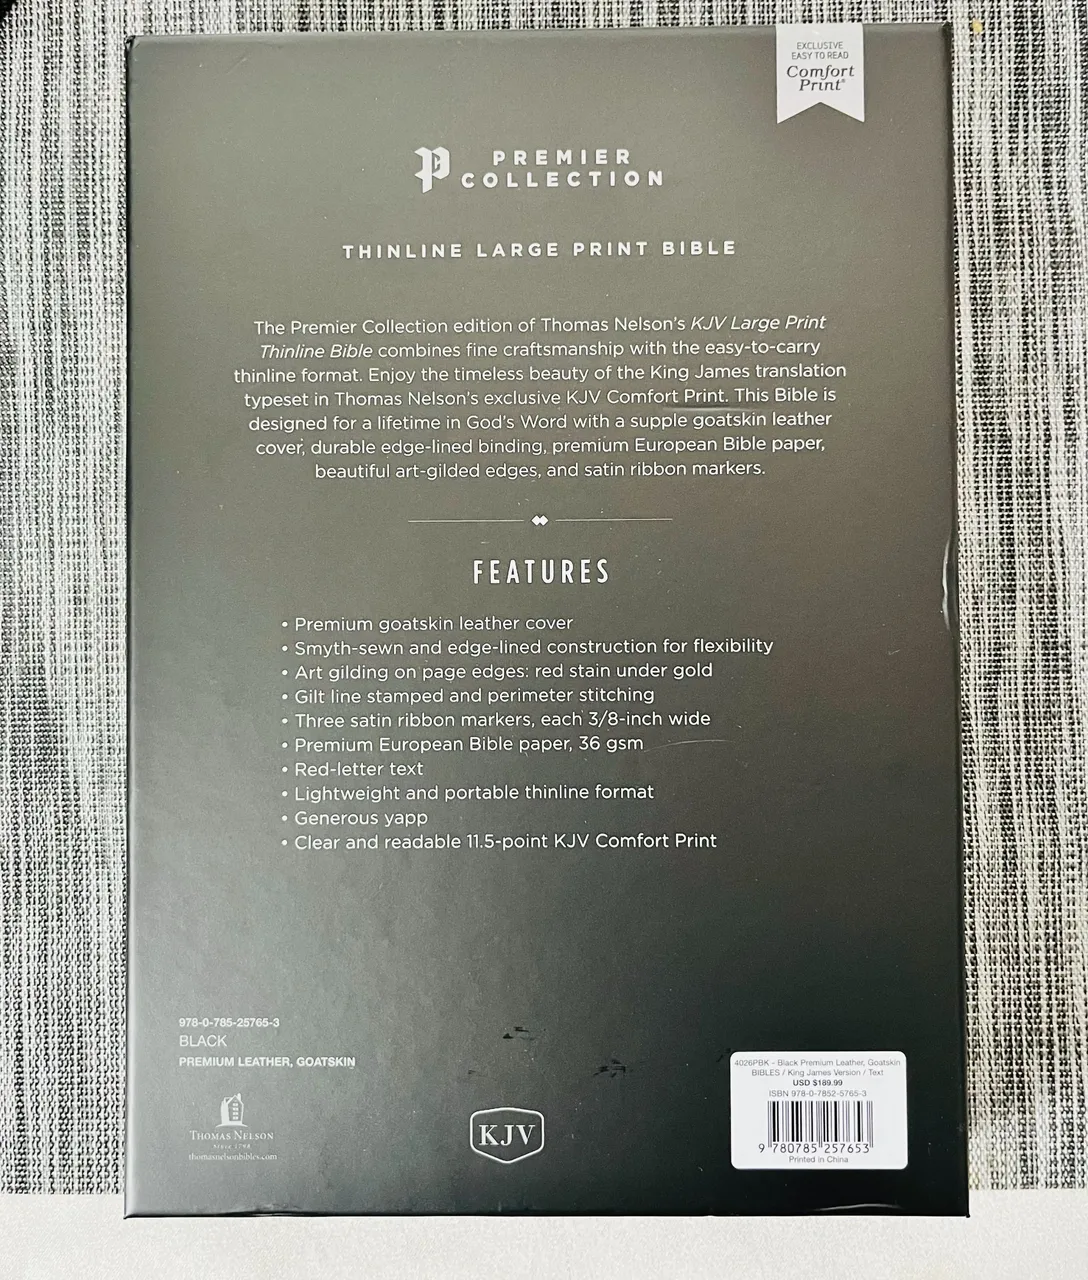 EXCLUSIVE
EASY TO READ
Comfort
Print®
PREMIER
COLLECTION
THINLINE LARGE PRINT BIBLE
The Premier Collection edition of Thomas Nelson's KJV Large Print
Thinline Bible combines fine craftsmanship with the easy-to-carry
thinline format. Enjoy the timeless beauty of the King James translation
typeset in Thomas Nelson's exclusive KJV Comfort Print. This Bible is
designed for a lifetime in God's Word with a supple goatskin leather
cover, durable edge-lined binding, premium European Bible paper,
beautiful art-gilded edges, and satin ribbon markers.
FEATURES
• Premium goatskin leather cover
• Smyth-sewn and edge-lined construction for flexibility
• Art gilding on page edges: red stain under gold
• Gilt line stamped and perimeter stitching
• Three satin ribbon markers, each 3/8-inch wide
• Premium European Bible paper, 36 gsm
• Red-letter text
• Lightweight and portable thinline format
• Generous yapp
• Clear and readable 11.5-point KJV Comfort Print
978-0-785-25765-3
BLACK
PREMIUM LEATHER, GOATSKIN
THOMAS NELSON
SINCE 1798
thomasnelsonbibles.com
KJV
4026PBK - Black Premium Leather, Goatskin
BIBLES / King James Version / Text
USD $189.99
ISBN 978-0-7852-5765-3
9 780785 257653
Printed in China